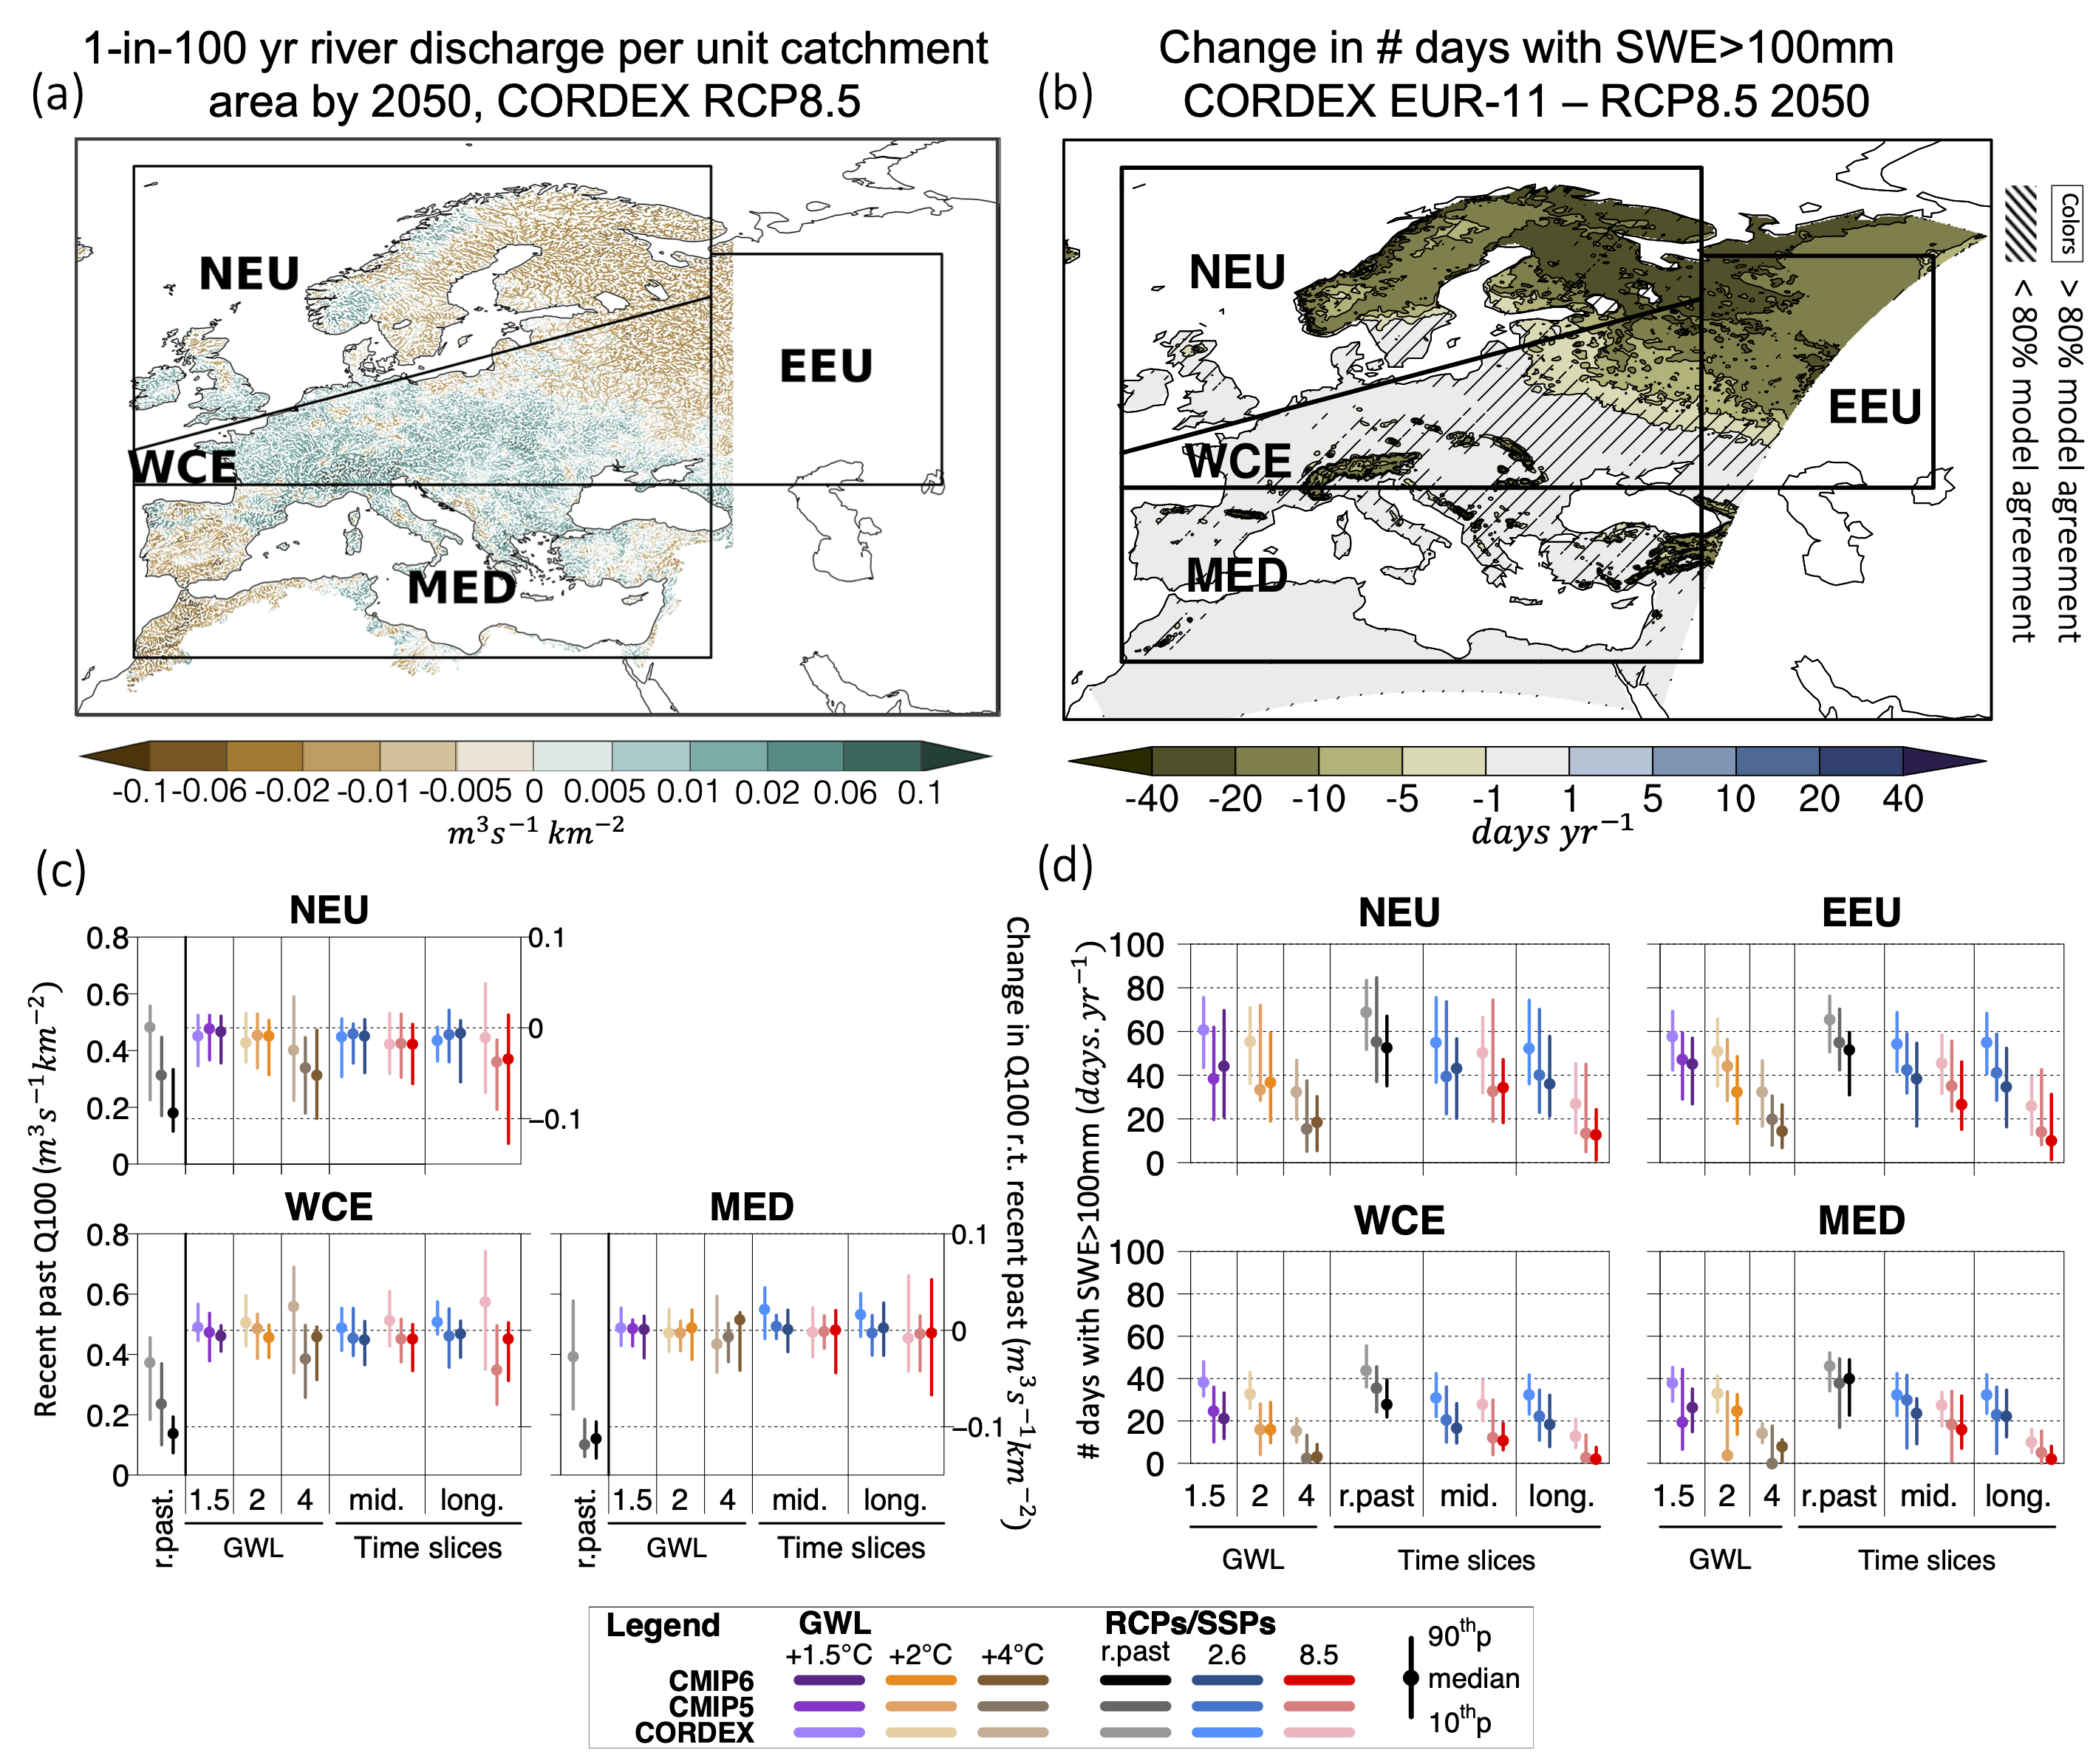 (a)
1-in-100 yr river discharge per unit catchment
area by 2050, CORDEX RCP8.5
NEU
EEU
WCE
MED
-0.1 -0.06 -0.02 -0.01 -0.005 0 0.005 0.01 0.02 0.06 0.1
m³s⁻¹ km⁻²
(b)
Change in # days with SWE>100mm
CORDEX EUR-11 – RCP8.5 2050
NEU
EEU
WCE
MED
Colors > 80% model agreement
< 80% model agreement
-40 -20 -10 -5 -1 1 5 10 20 40
days yr⁻¹
(c)
Recent past Q100 (m³s⁻¹km⁻²)
Change in Q100 r.t. recent past (m³s⁻¹km⁻²)
NEU
0.8
0.6
0.4
0.2
0
0.1
0
−0.1
WCE
0.8
0.6
0.4
0.2
0
r.past. 1.5 2 4 mid. long.
GWL Time slices
MED
0.1
0
−0.1
r.past. 1.5 2 4 mid. long.
GWL Time slices
(d)
# days with SWE>100mm (days.yr⁻¹)
NEU
100
80
60
40
20
0
EEU
WCE
100
80
60
40
20
0
1.5 2 4 r.past mid. long.
GWL Time slices
MED
1.5 2 4 r.past mid. long.
GWL Time slices
Legend GWL RCPs/SSPs
+1.5°C +2°C +4°C r.past 2.6 8.5
CMIP6
CMIP5
CORDEX
90thp
median
10thp